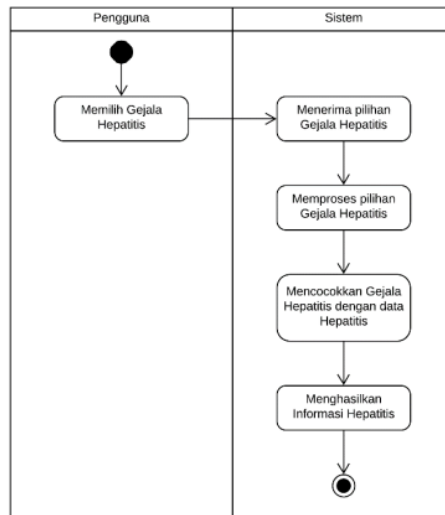 Pengguna
Sistem
Memilih Gejala
Hepatitis
Menerima pilihan
Gejala Hepatitis
Memproses pilihan
Gejala Hepatitis
Mencocokkan Gejala
Hepatitis dengan data
Hepatitis
Menghasilkan
Informasi Hepatitis